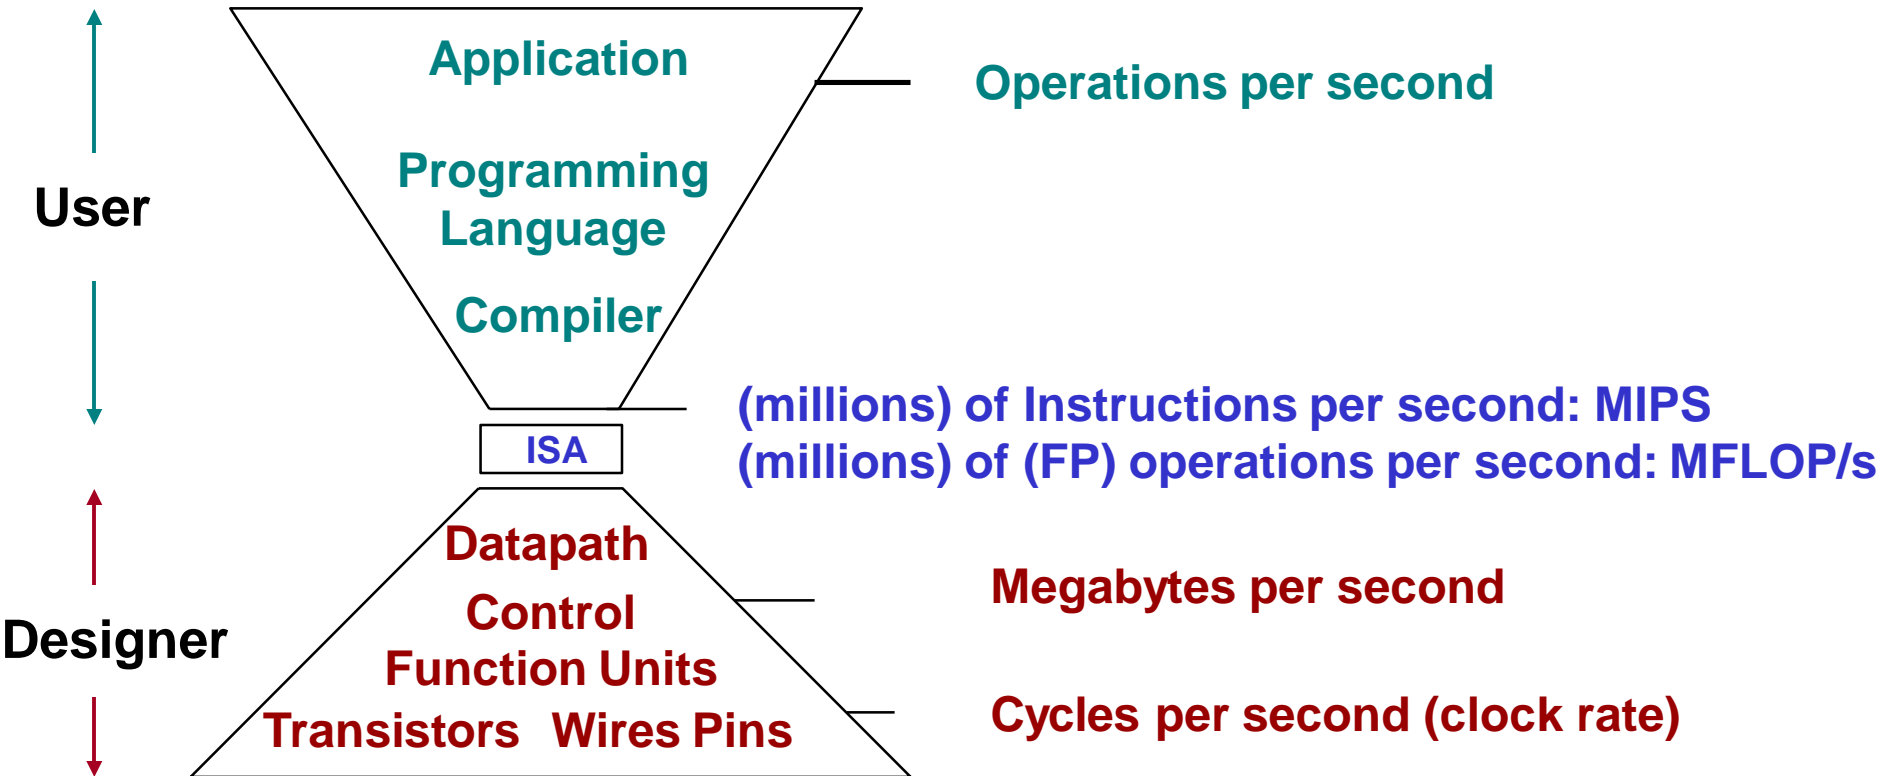 Application
Operations per second
Programming
Language
User
Compiler
(millions) of Instructions per second: MIPS
ISA
(millions) of (FP) operations per second: MFLOP/s
Datapath
Megabytes per second
Control
Designer
Function Units
Transistors Wires Pins
Cycles per second (clock rate)